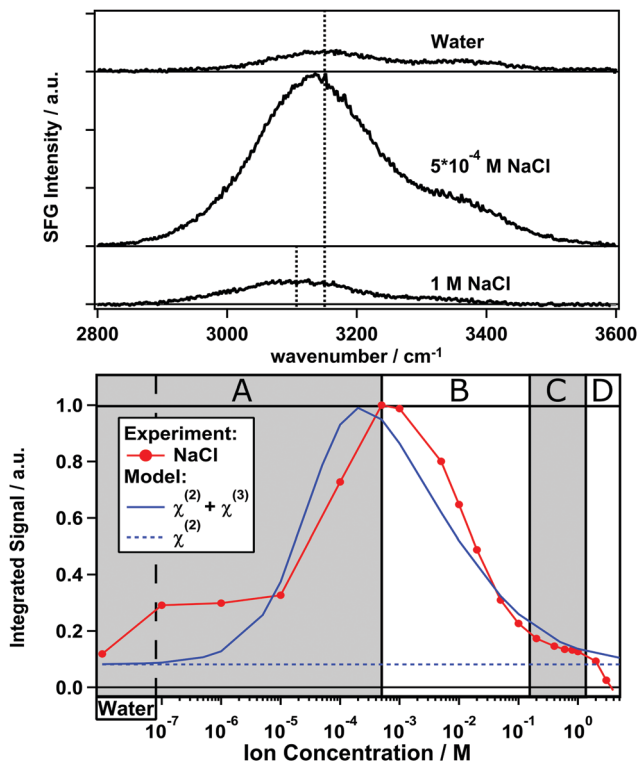 Water
5*10⁻⁴ M NaCl
1 M NaCl
SFG Intensity / a.u.
2800 3000 3200 3400 3600
wavenumber / cm⁻¹
A B C D
1.0
0.8
0.6
0.4
0.2
0.0
Experiment:
NaCl
Model:
χ⁽²⁾ + χ⁽³⁾
χ⁽²⁾
Integrated Signal / a.u.
Water
10⁻⁷ 10⁻⁶ 10⁻⁵ 10⁻⁴ 10⁻³ 10⁻² 10⁻¹ 10⁰
Ion Concentration / M